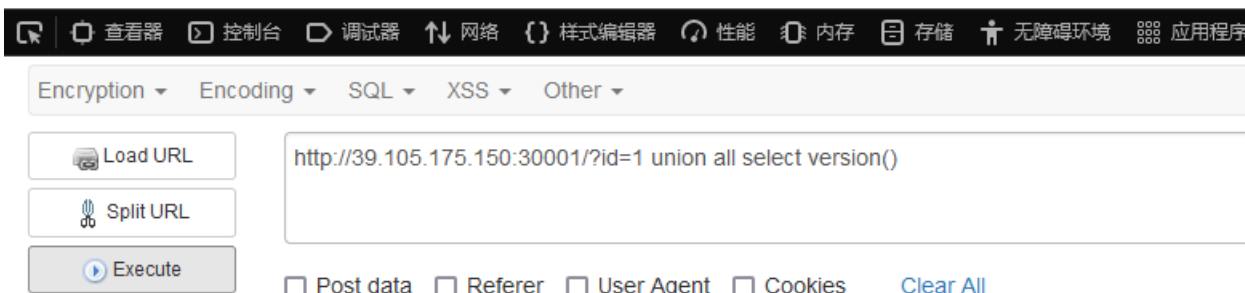 查看器 控制台 调试器 网络 {} 样式编辑器 性能 内存 存储 无障碍环境 应用程序
Encryption Encoding SQL XSS Other
Load URL
http://39.105.175.150:30001/?id=1 union all select version()
Split URL
Execute
Post data Referer User Agent Cookies Clear All